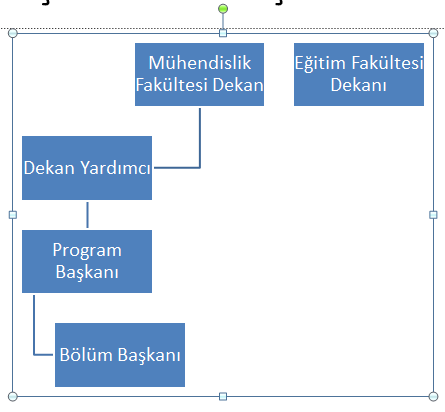 Mühendislik
Fakültesi Dekan
Eğitim Fakültesi
Dekanı
Dekan Yardımcı
Program
Başkanı
Bölüm Başkanı